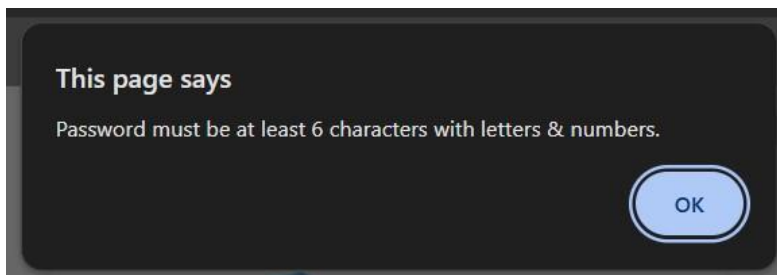 This page says
Password must be at least 6 characters with letters & numbers.
OK